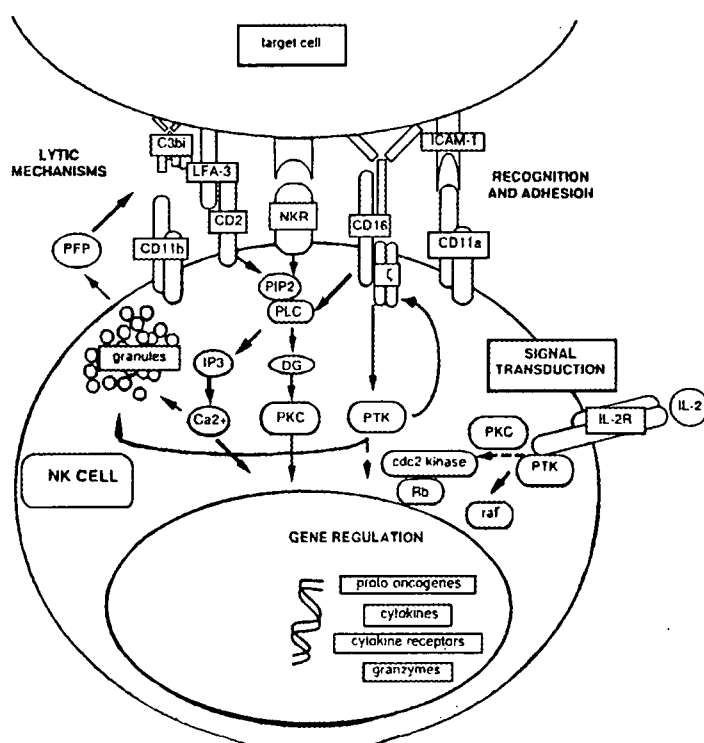 target cell
C3bi
ICAM-1
LYTIC
MECHANISMS
LFA-3
RECOGNITION
AND ADHESION
CD2
NKR
CD16
PFP
CD11b
CD11a
ζ
PIP2
PLC
granules
IP3
DG
SIGNAL
TRANSDUCTION
Ca2+
PKC
PTK
IL-2R
IL-2
PKC
NK CELL
cdc2 kinase
PTK
Rb
raf
GENE REGULATION
proto oncogenes
cytokines
cytokine receptors
granzymes